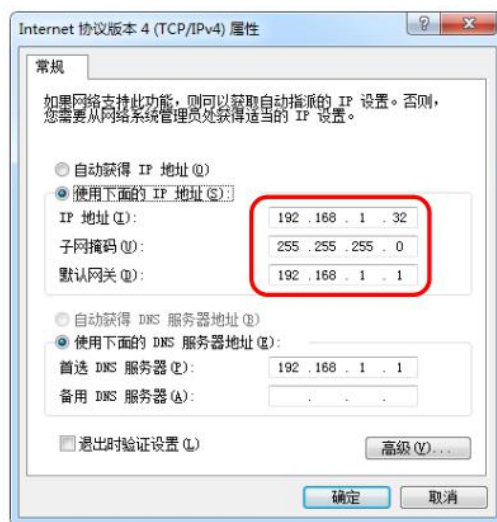 Internet 协议版本 4 (TCP/IPv4) 属性
常规
如果网络支持此功能，则可以获取自动指派的 IP 设置。否则，
您需要从网络系统管理员处获得适当的 IP 设置。
自动获得 IP 地址(O)
使用下面的 IP 地址(S):
IP 地址(I): 192 .168 . 1 . 32
子网掩码(U): 255 .255 .255 . 0
默认网关(D): 192 .168 . 1 . 1
自动获得 DNS 服务器地址(B)
使用下面的 DNS 服务器地址(E):
首选 DNS 服务器(P): 192 .168 . 1 . 1
备用 DNS 服务器(A): . . .
退出时验证设置(L)
高级(V)...
确定 取消